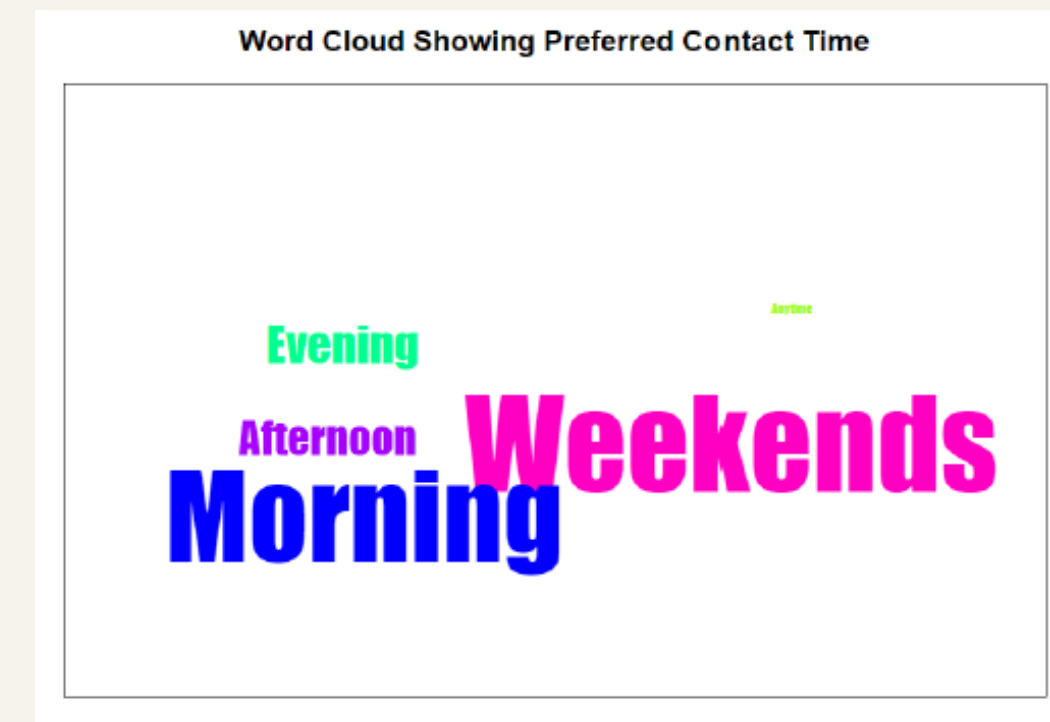 Word Cloud Showing Preferred Contact Time
Anytime
Evening
Weekends
Afternoon
Morning